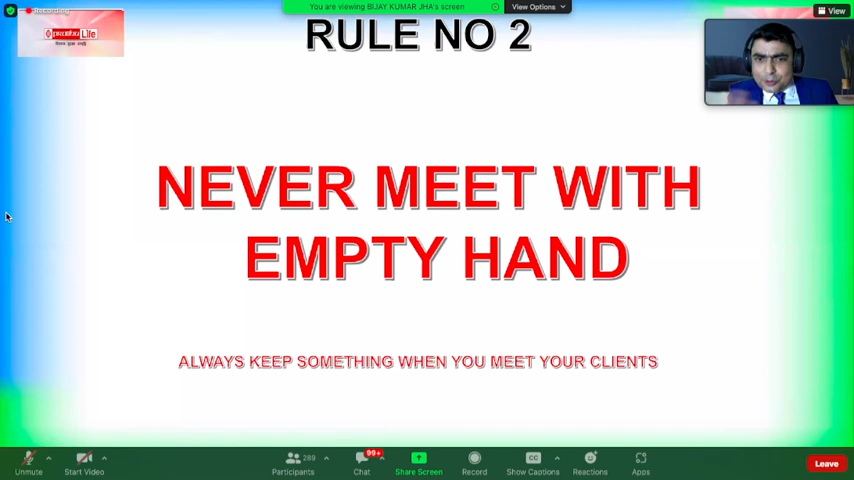 Recording
You are viewing BIJAY KUMAR JHA's screen
View Options
View
RULE NO 2
NEVER MEET WITH
EMPTY HAND
ALWAYS KEEP SOMETHING WHEN YOU MEET YOUR CLIENTS
Unmute
Start Video
Participants
289
Chat
99+
Share Screen
Record
CC
Show Captions
Reactions
Apps
Leave